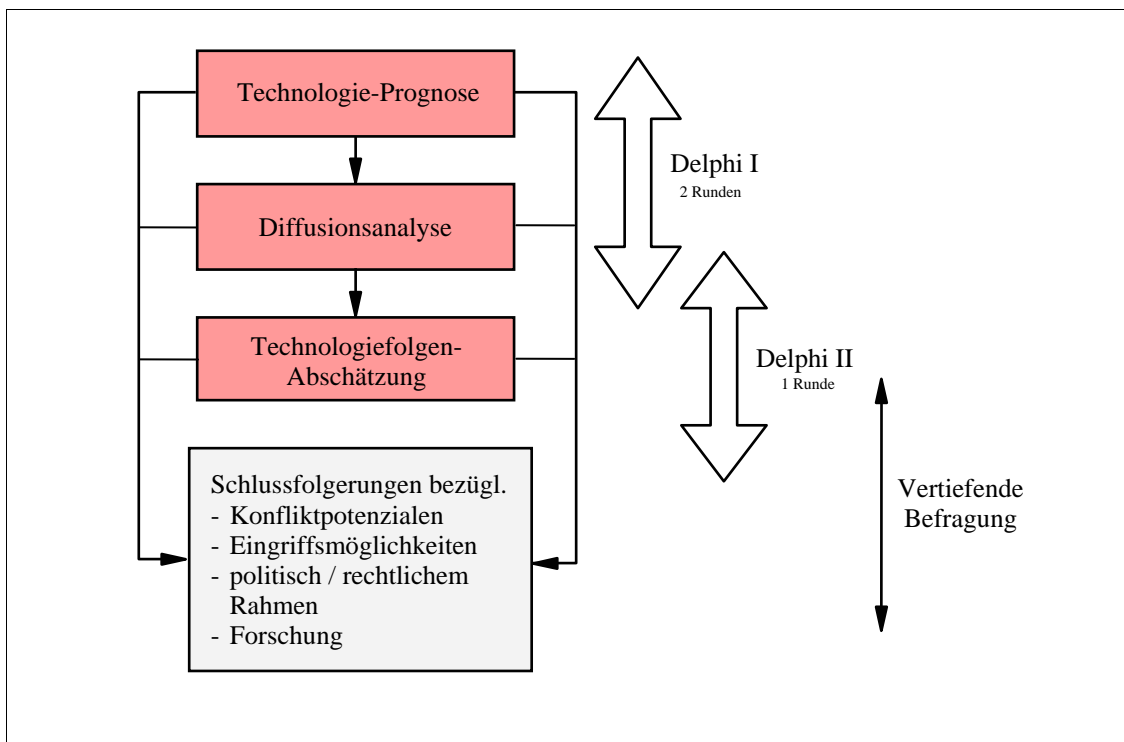 Technologie-Prognose
Delphi I
2 Runden
Diffusionsanalyse
Technologiefolgen-
Abschätzung
Delphi II
1 Runde
Schlussfolgerungen bezügl.
- Konfliktpotenzialen
- Eingriffsmöglichkeiten
- politisch / rechtlichem
Rahmen
- Forschung
Vertiefende
Befragung